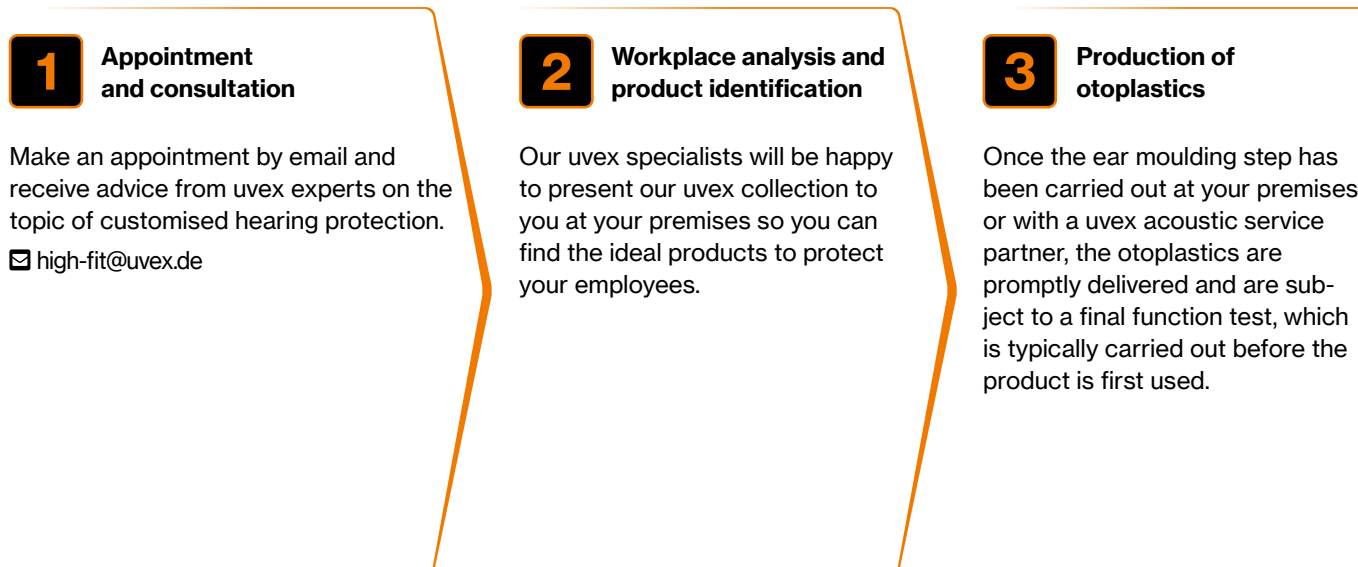 1
Appointment
and consultation
Make an appointment by email and
receive advice from uvex experts on the
topic of customised hearing protection.
high-fit@uvex.de
2
Workplace analysis and
product identification
Our uvex specialists will be happy
to present our uvex collection to
you at your premises so you can
find the ideal products to protect
your employees.
3
Production of
otoplastics
Once the ear moulding step has
been carried out at your premises
or with a uvex acoustic service
partner, the otoplastics are
promptly delivered and are sub-
ject to a final function test, which
is typically carried out before the
product is first used.